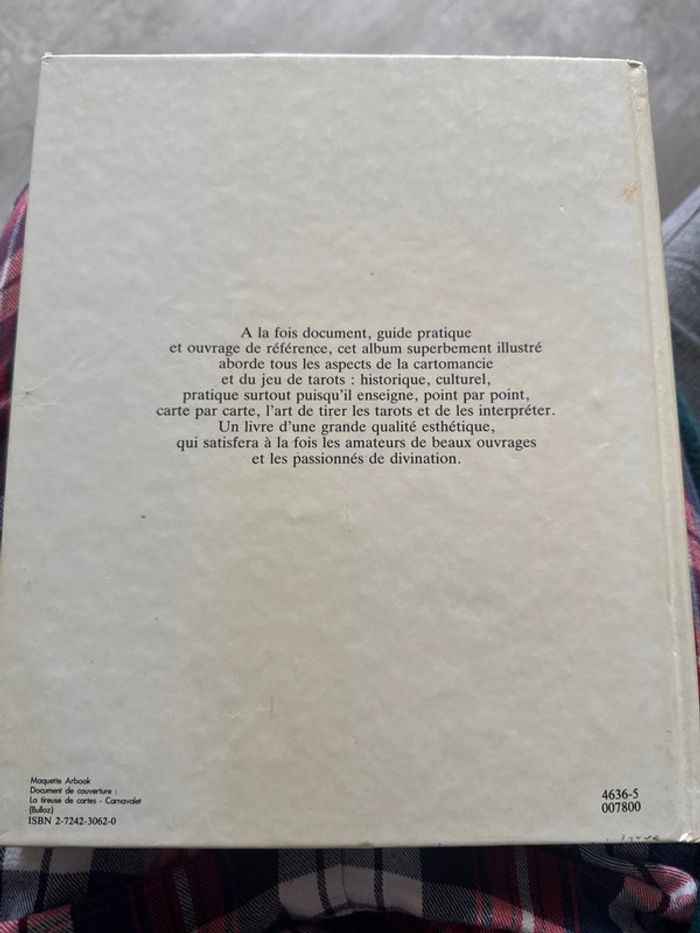 A la fois document, guide pratique
et ouvrage de référence, cet album superbement illustré
aborde tous les aspects de la cartomancie
et du jeu de tarots : historique, culturel,
pratique surtout puisqu'il enseigne, point par point,
carte par carte, l'art de tirer les tarots et de les interpréter.
Un livre d'une grande qualité esthétique,
qui satisfera à la fois les amateurs de beaux ouvrages
et les passionnés de divination.
Maquette Arbook
Document de couverture :
La tireuse de cartes - Carnavalet
(Bulloz)
ISBN 2-7242-3062-0
4636-5
007800